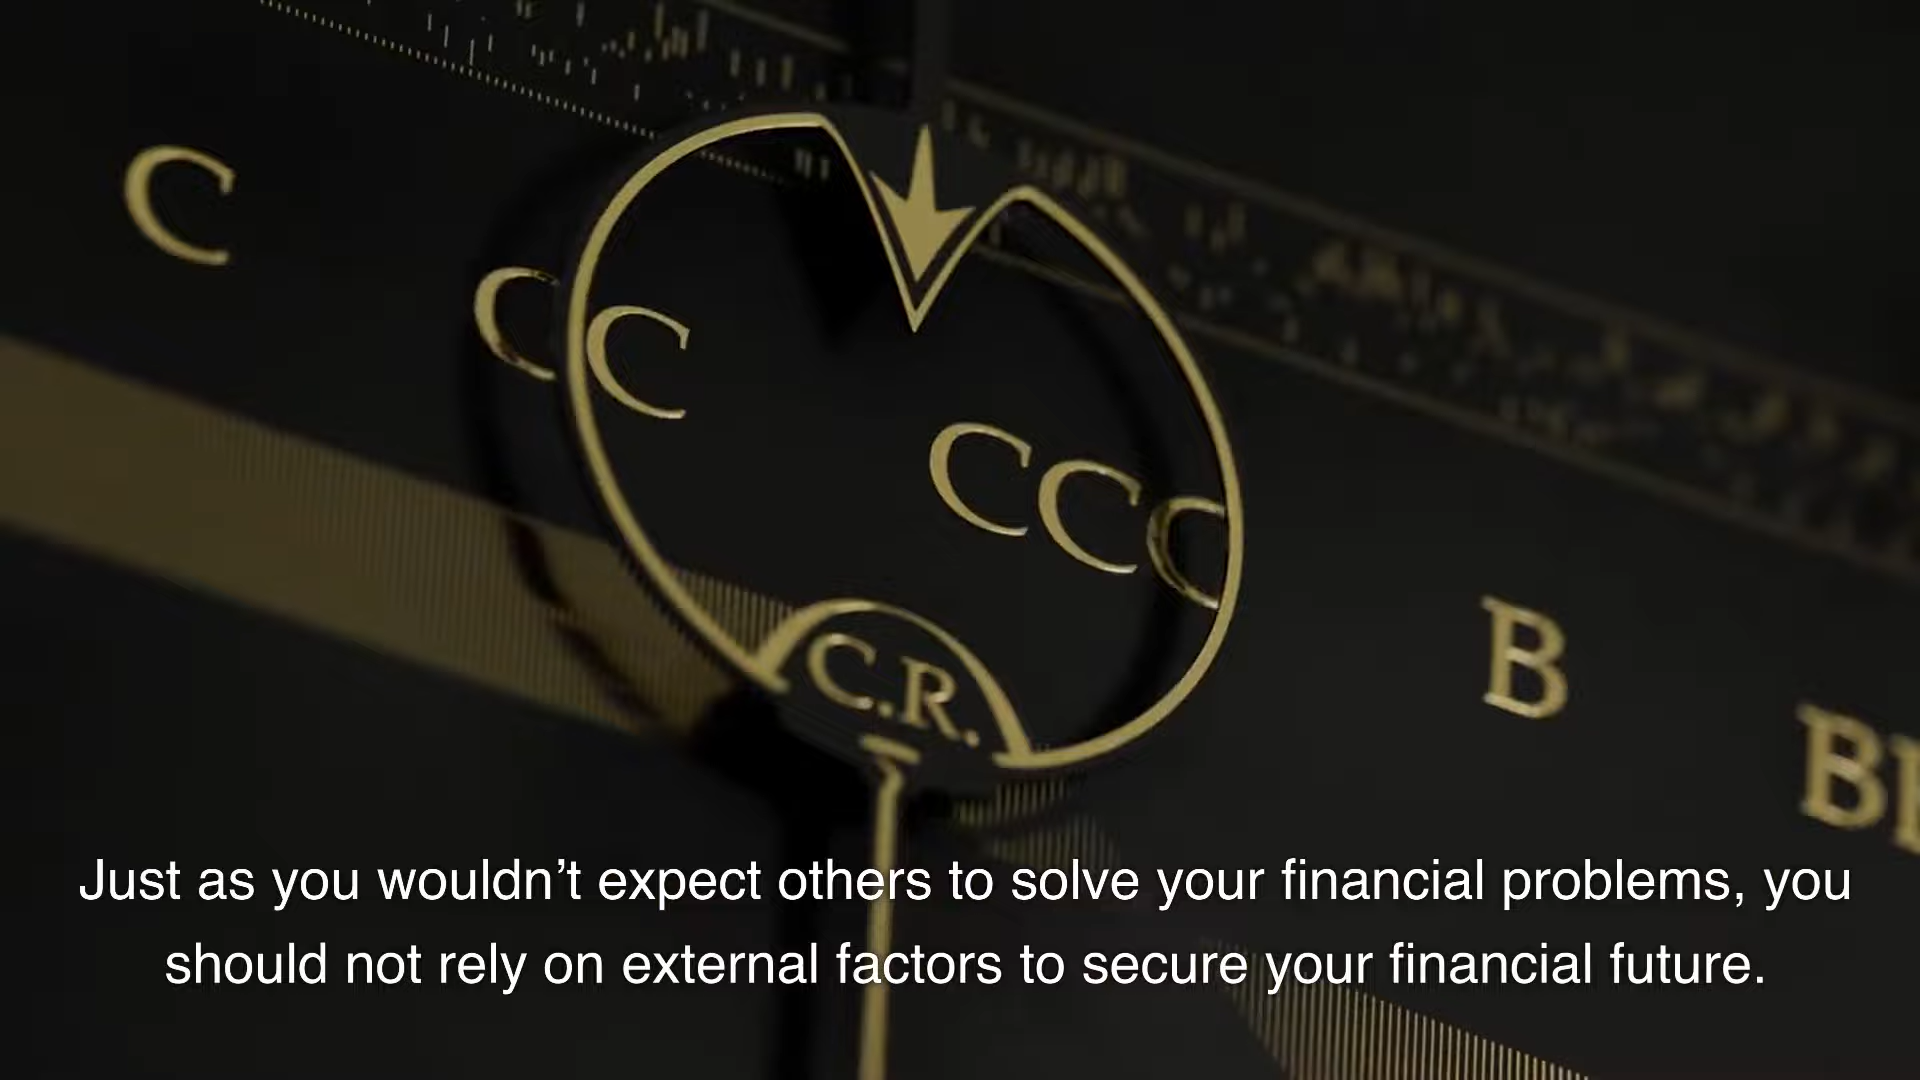 C
C
C
CCC
C.R.
B
Just as you wouldn’t expect others to solve your financial problems, you
should not rely on external factors to secure your financial future.